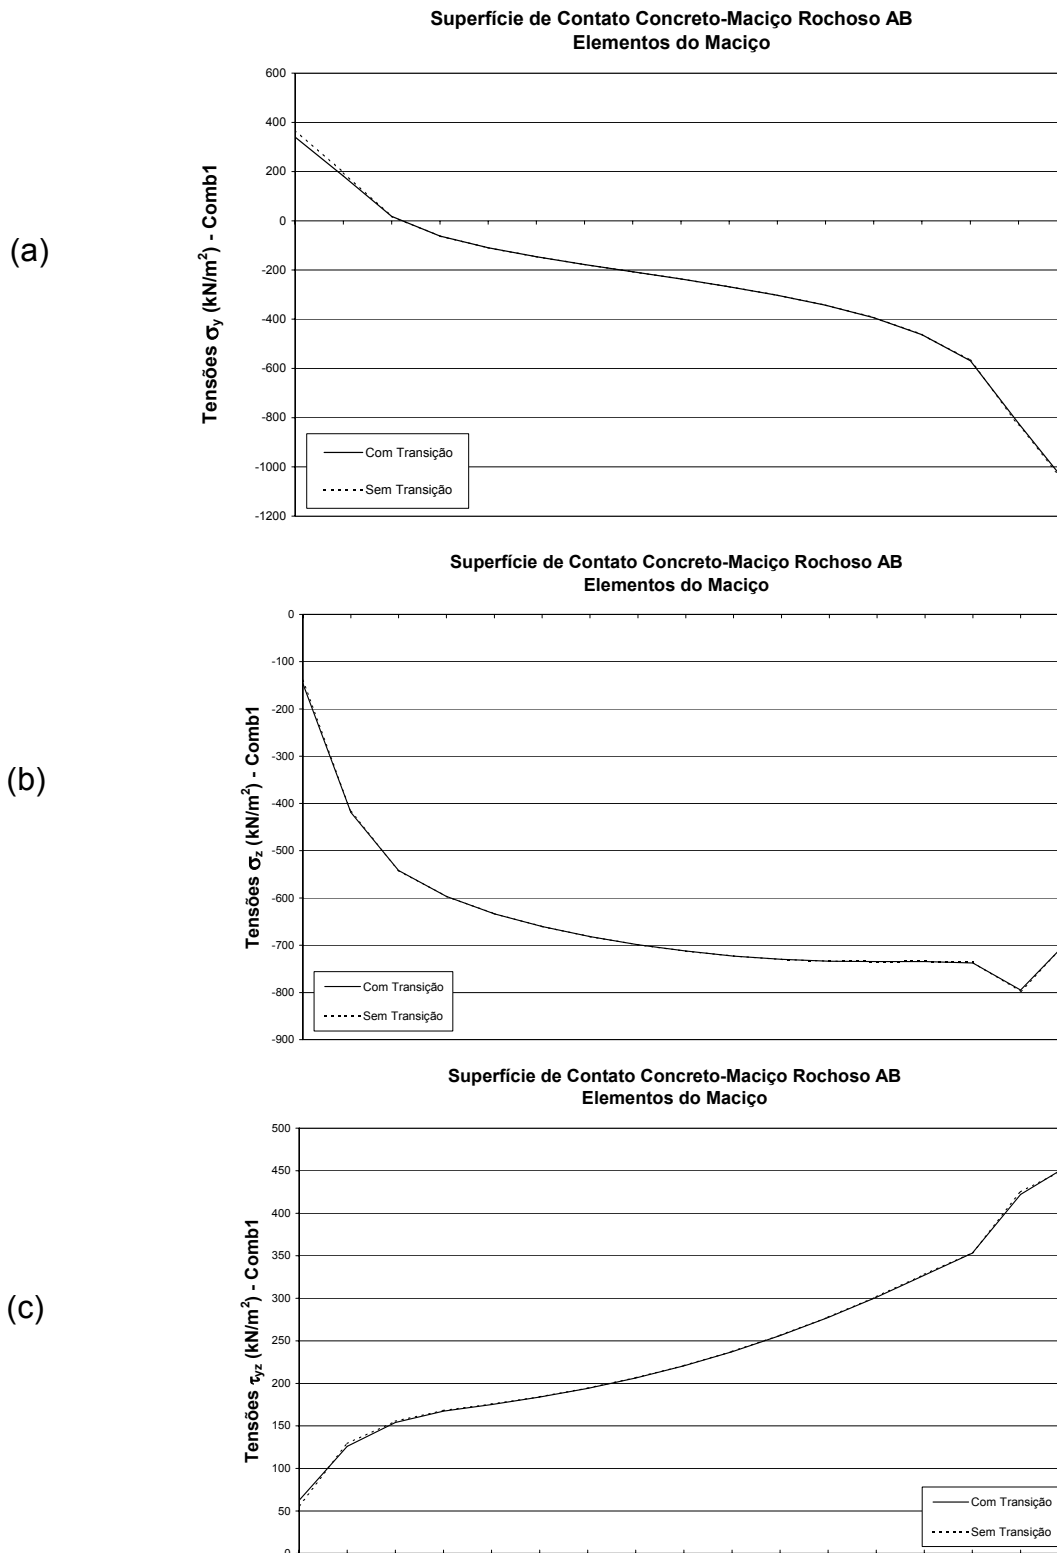 Superfície de Contato Concreto-Maciço Rochoso AB
Elementos do Maciço
(a)
Tensões σy (kN/m²) - Comb1
600
400
200
0
-200
-400
-600
-800
-1000
-1200
Com Transição
Sem Transição
Superfície de Contato Concreto-Maciço Rochoso AB
Elementos do Maciço
(b)
Tensões σz (kN/m²) - Comb1
0
-100
-200
-300
-400
-500
-600
-700
-800
-900
Com Transição
Sem Transição
Superfície de Contato Concreto-Maciço Rochoso AB
Elementos do Maciço
(c)
Tensões τyz (kN/m²) - Comb1
500
450
400
350
300
250
200
150
100
50
0
Com Transição
Sem Transição